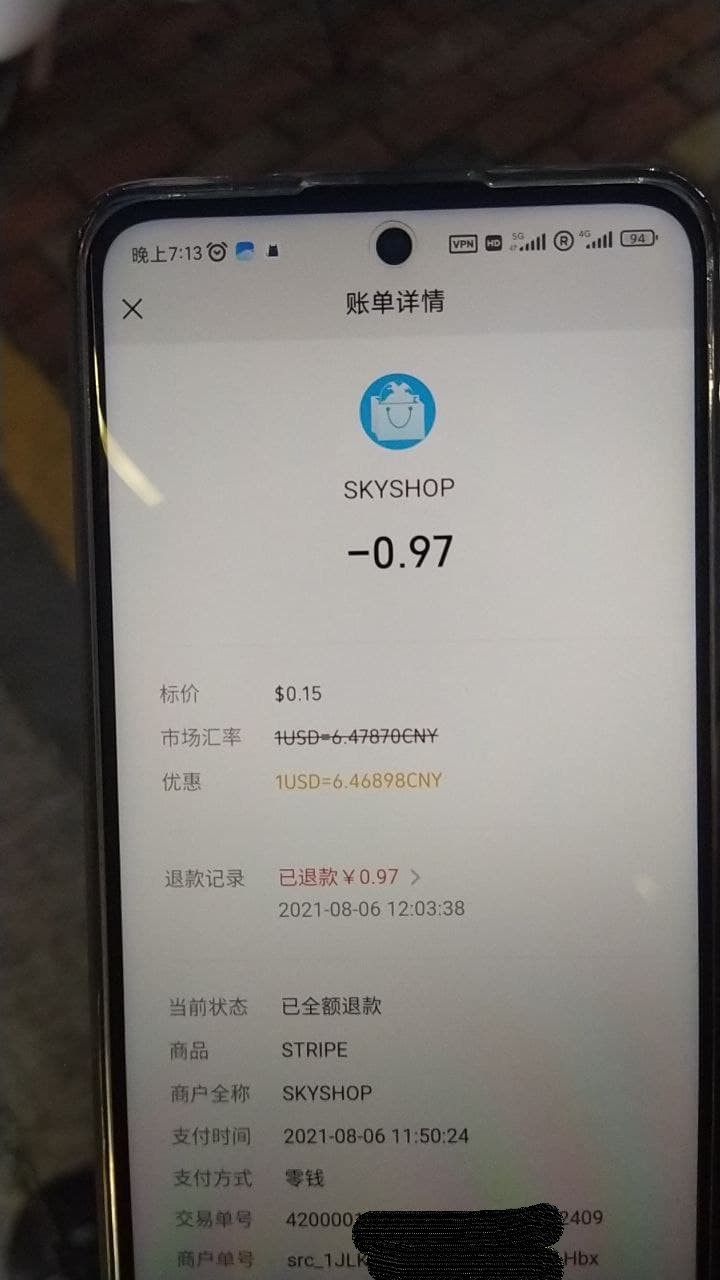 晚上7:13 VPN HD 5G R 4G 94
账单详情
SKYSHOP
-0.97
标价 $0.15
市场汇率 1USD=6.47870CNY
优惠 1USD=6.46898CNY
退款记录 已退款￥0.97
2021-08-06 12:03:38
当前状态 已全额退款
商品 STRIPE
商户全称 SKYSHOP
支付时间 2021-08-06 11:50:24
支付方式 零钱
交易单号 420000 2409
商户单号 src_1JLK Hbx